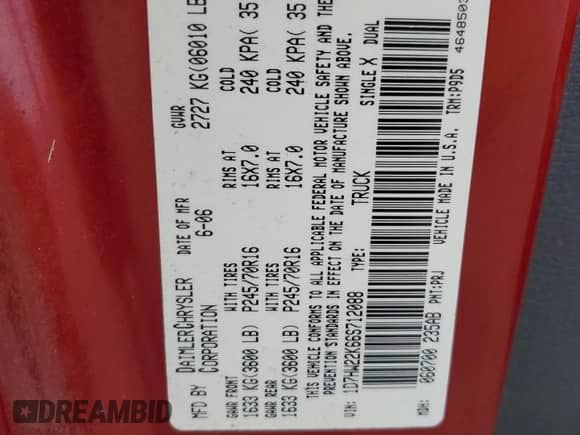 MFD BY DAIMLERCHRYSLER CORPORATION
DATE OF MFR 6-06
GVWR 2727 KG(06010 LB
GAWR FRONT WITH TIRES RIMS AT COLD
1633 KG(3600 LB) P245/70R16 16X7.0 240 KPA( 35
GAWR REAR WITH TIRES RIMS AT COLD
1633 KG(3600 LB) P245/70R16 16X7.0 240 KPA( 35
THIS VEHICLE CONFORMS TO ALL APPLICABLE FEDERAL MOTOR VEHICLE SAFETY AND THE
PREVENTION STANDARDS IN EFFECT ON THE DATE OF MANUFACTURE SHOWN ABOVE.
VIN: 1D7HW22K66S712088 TYPE: TRUCK SINGLE X DUAL
MDH: 060700 235AB PNT:PRJ VEHICLE MADE IN U.S.A. TRM:P9D5
4648503
DREAMBID